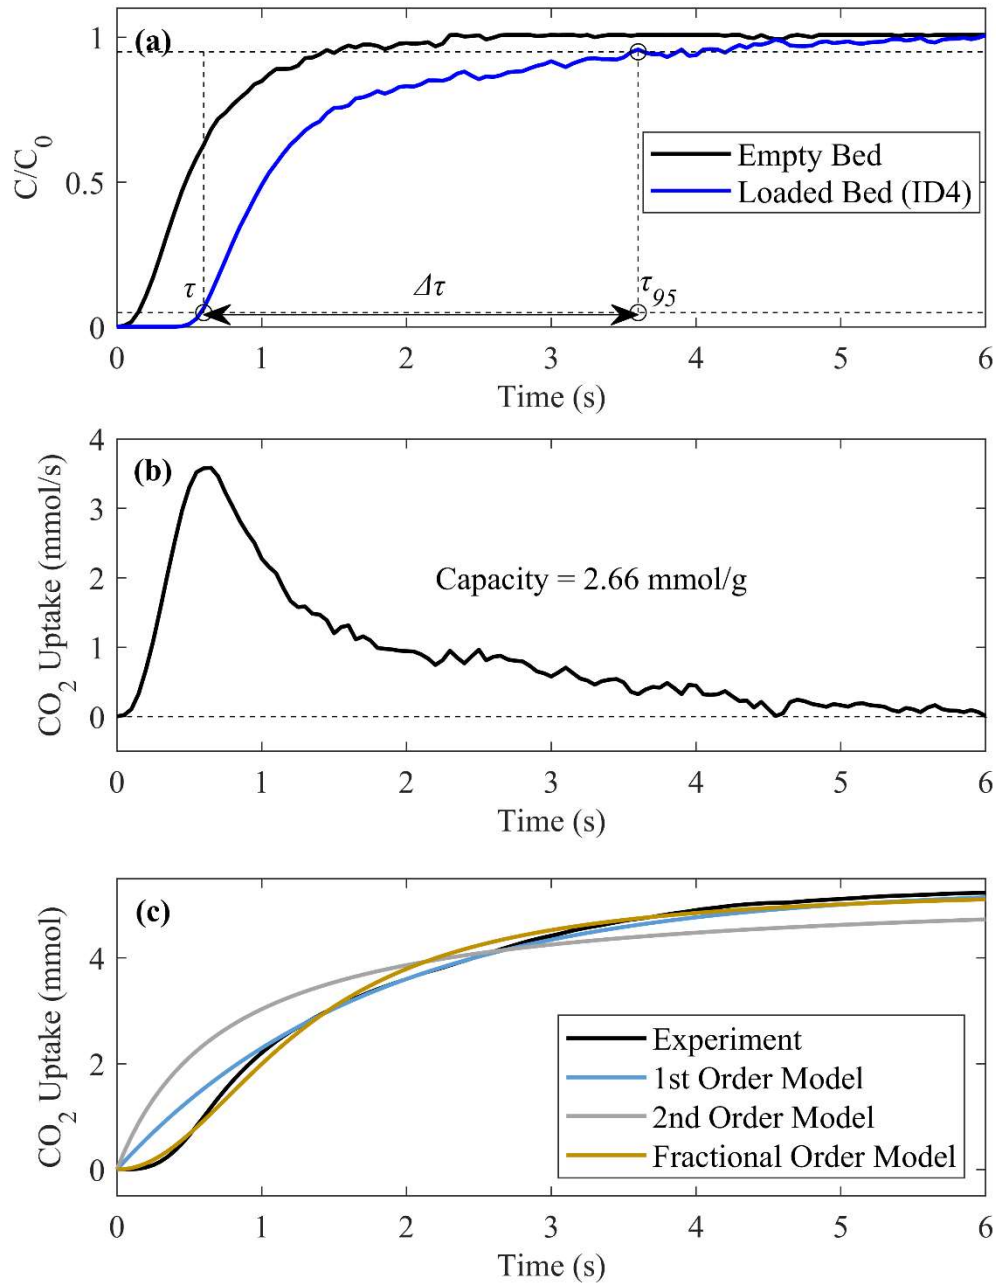 (a)
1
0.5
0
C/C₀
Empty Bed
Loaded Bed (ID4)
τ
Δτ
τ₉₅
0 1 2 3 4 5 6
Time (s)
(b)
4
3
2
1
0
CO₂ Uptake (mmol/s)
Capacity = 2.66 mmol/g
0 1 2 3 4 5 6
Time (s)
(c)
4
2
0
CO₂ Uptake (mmol)
Experiment
1st Order Model
2nd Order Model
Fractional Order Model
0 1 2 3 4 5 6
Time (s)